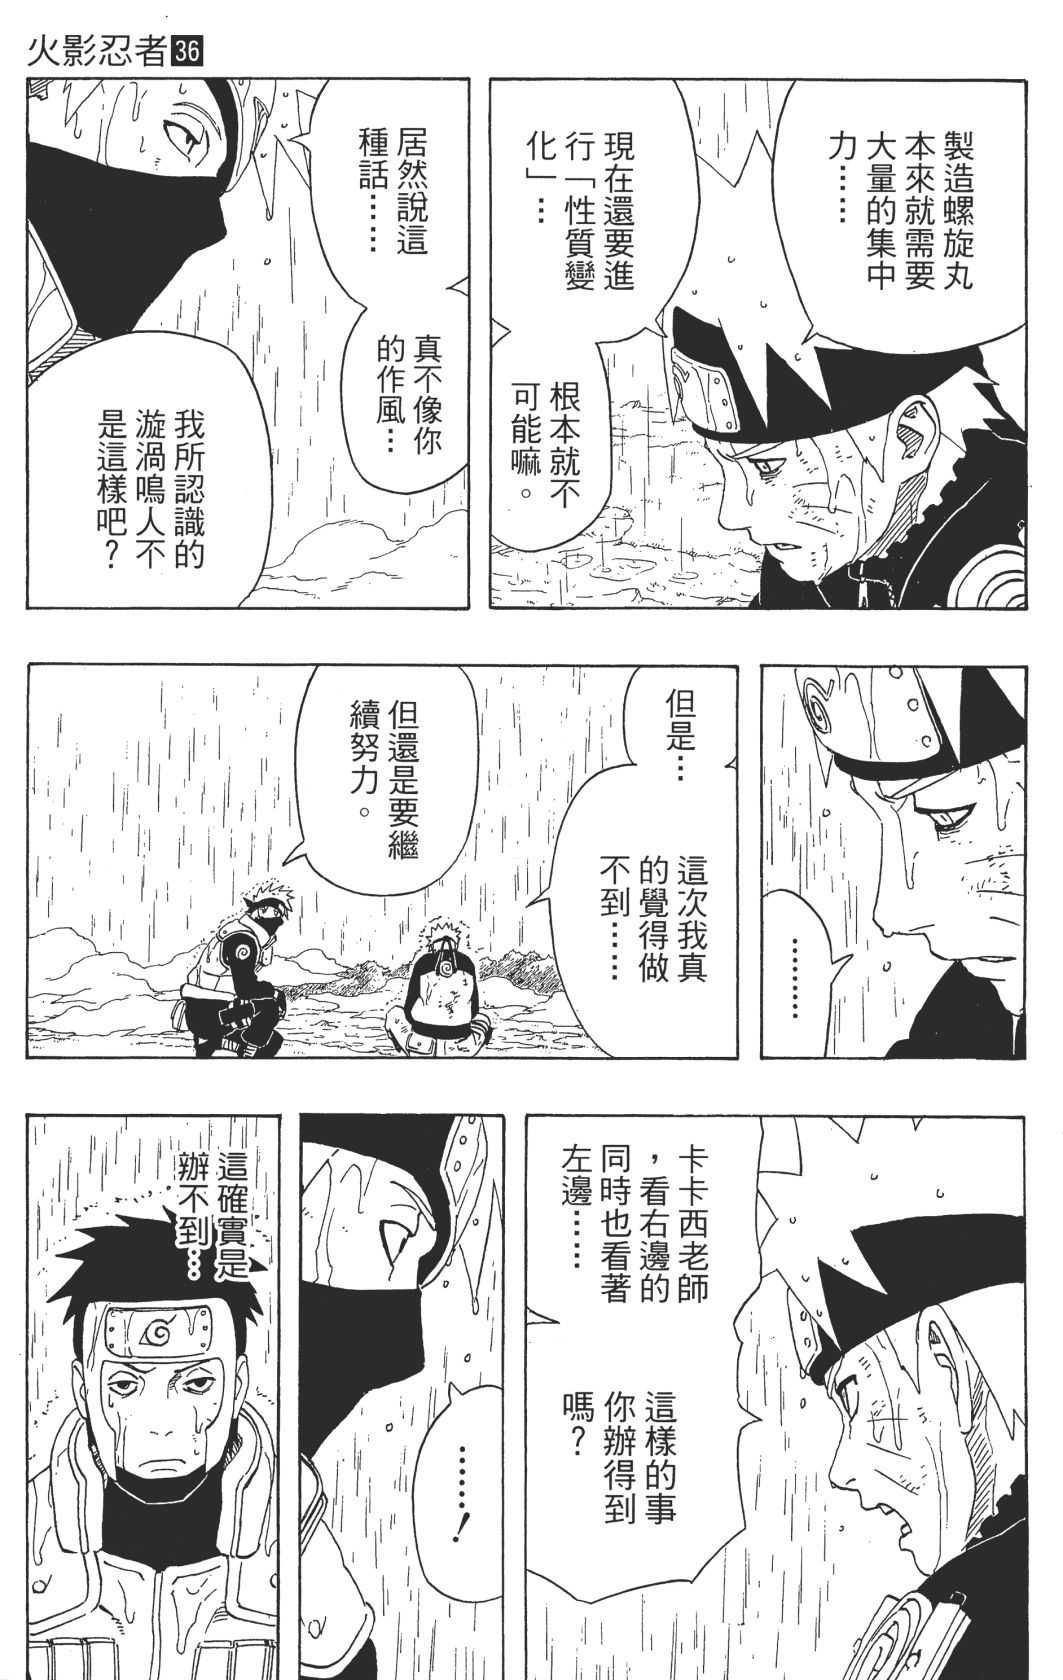 火影忍者36
製造螺旋丸
本來就需要
大量的集中
力……
現在還要進
行「性質變
化」…
根本就不
可能嘛。
居然說這
種話……
真不像你
的作風…
我所認識的
漩渦鳴人不
是這樣吧？
………
但是…
這次我真
的覺得做
不到……
但還是要繼
續努力。
卡卡西老師
，看右邊的
同時也看著
左邊……
這樣的事
你辦得到
嗎？
……！
這確實是
辦不到…